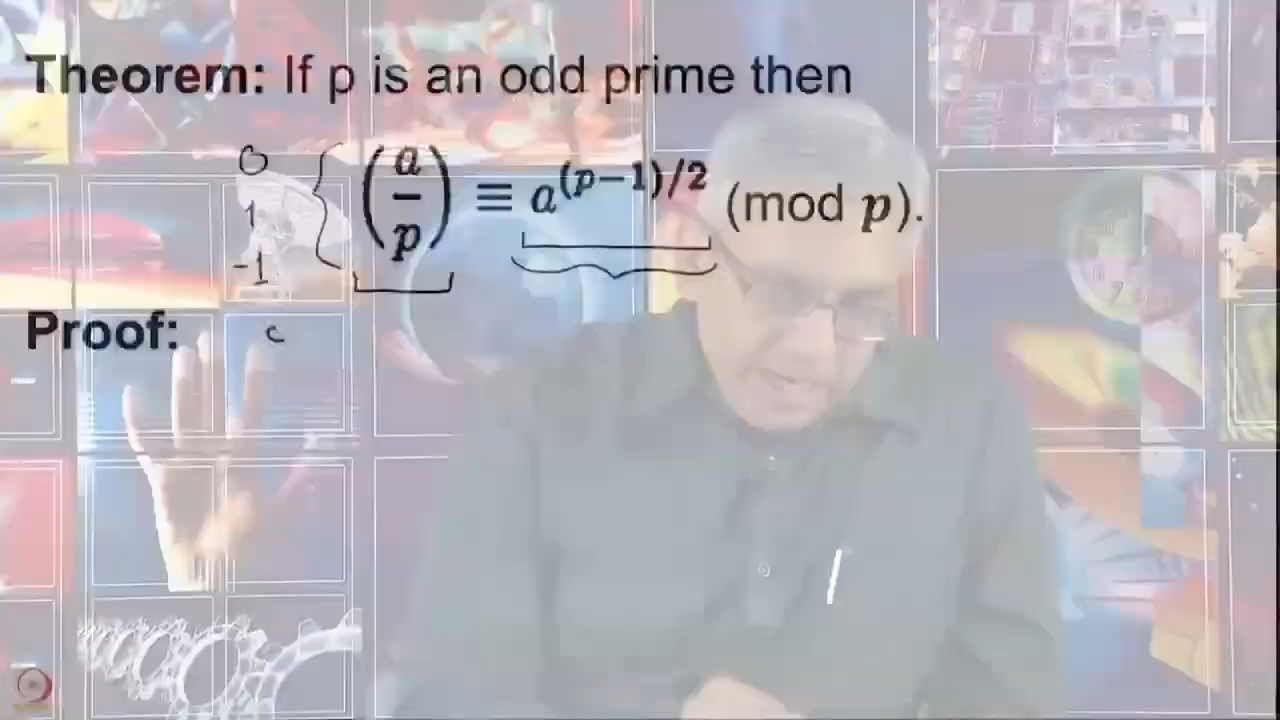 Theorem: If p is an odd prime then
0
1
-1
{ (a/p) ≡ a^{(p-1)/2} (mod p).
Proof: c